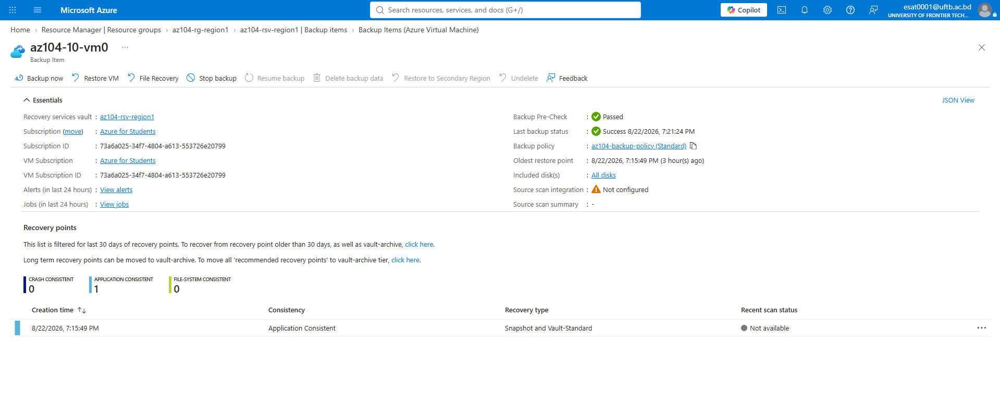 Microsoft Azure
Search resources, services, and docs (G+/)
Copilot
esat0001@uftb.ac.bd
UNIVERSITY OF FRONTIER TECH...
Home > Resource Manager | Resource groups > az104-rg-region1 > az104-rsv-region1 | Backup items > Backup Items (Azure Virtual Machine)
az104-10-vm0 ...
Backup Item
Backup now Restore VM File Recovery Stop backup Resume backup Delete backup data Restore to Secondary Region Undelete Feedback
Essentials
JSON View
Recovery services vault : az104-rsv-region1
Subscription (move) : Azure for Students
Subscription ID : 73a6a025-34f7-4804-a613-553726e20799
VM Subscription : Azure for Students
VM Subscription ID : 73a6a025-34f7-4804-a613-553726e20799
Alerts (in last 24 hours) : View alerts
Jobs (in last 24 hours) : View jobs
Backup Pre-Check : Passed
Last backup status : Success 8/22/2026, 7:21:24 PM
Backup policy : az104-backup-policy (Standard)
Oldest restore point : 8/22/2026, 7:15:49 PM (3 hour(s) ago)
Included disk(s) : All disks
Source scan integration : Not configured
Source scan summary : -
Recovery points
This list is filtered for last 30 days of recovery points. To recover from recovery point older than 30 days, as well as vault-archive, click here.
Long term recovery points can be moved to vault-archive. To move all 'recommended recovery points' to vault-archive tier, click here.
CRASH CONSISTENT
0
APPLICATION CONSISTENT
1
FILE-SYSTEM CONSISTENT
0
Creation time Consistency Recovery type Recent scan status
8/22/2026, 7:15:49 PM Application Consistent Snapshot and Vault-Standard Not available